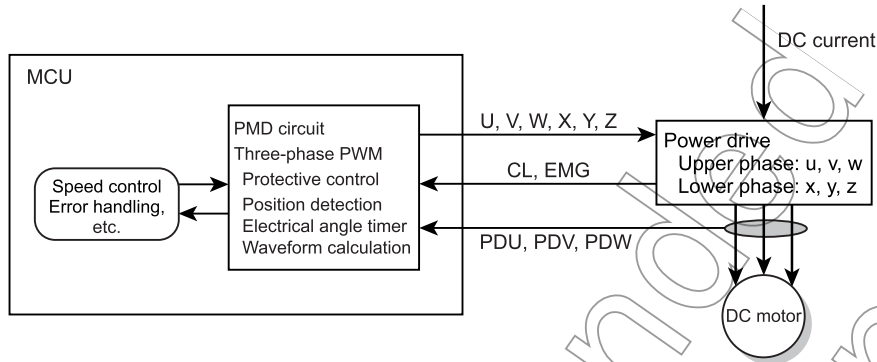 DC current
MCU
PMD circuit
Three-phase PWM
Protective control
Position detection
Electrical angle timer
Waveform calculation
Speed control
Error handling,
etc.
U, V, W, X, Y, Z
CL, EMG
PDU, PDV, PDW
Power drive
Upper phase: u, v, w
Lower phase: x, y, z
DC motor